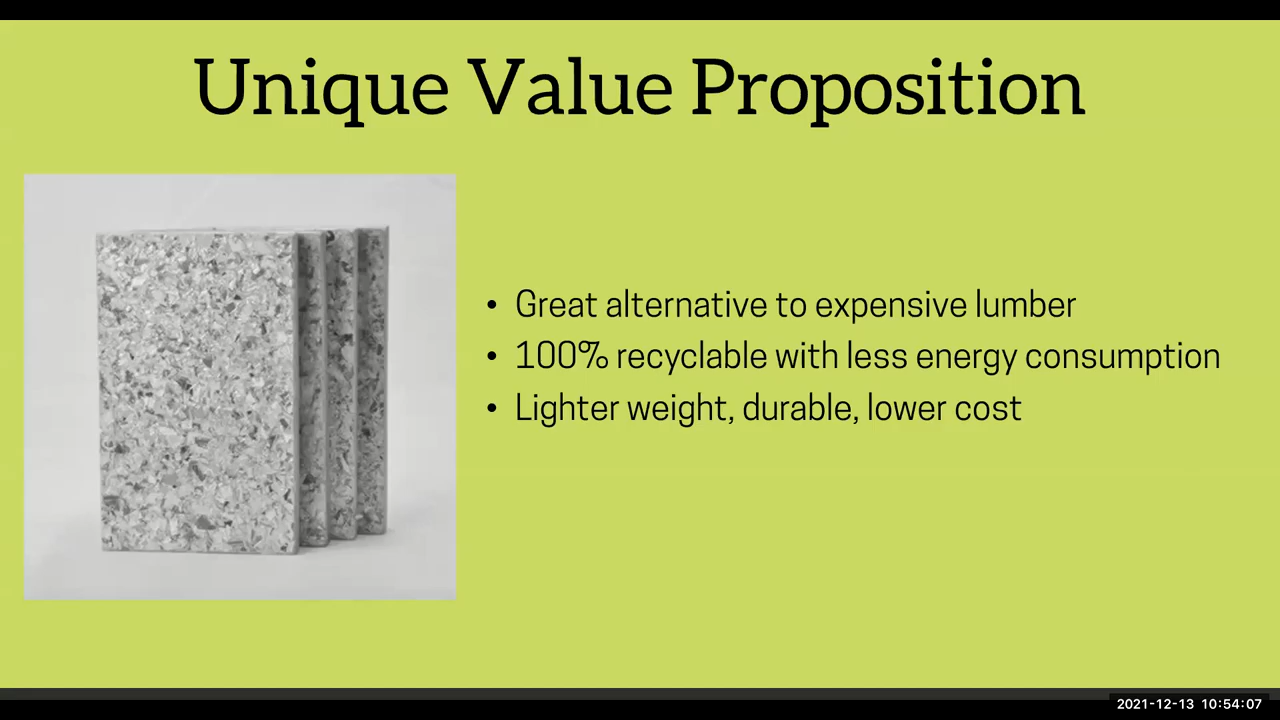 Unique Value Proposition
• Great alternative to expensive lumber
• 100% recyclable with less energy consumption
• Lighter weight, durable, lower cost
2021-12-13 10:54:07